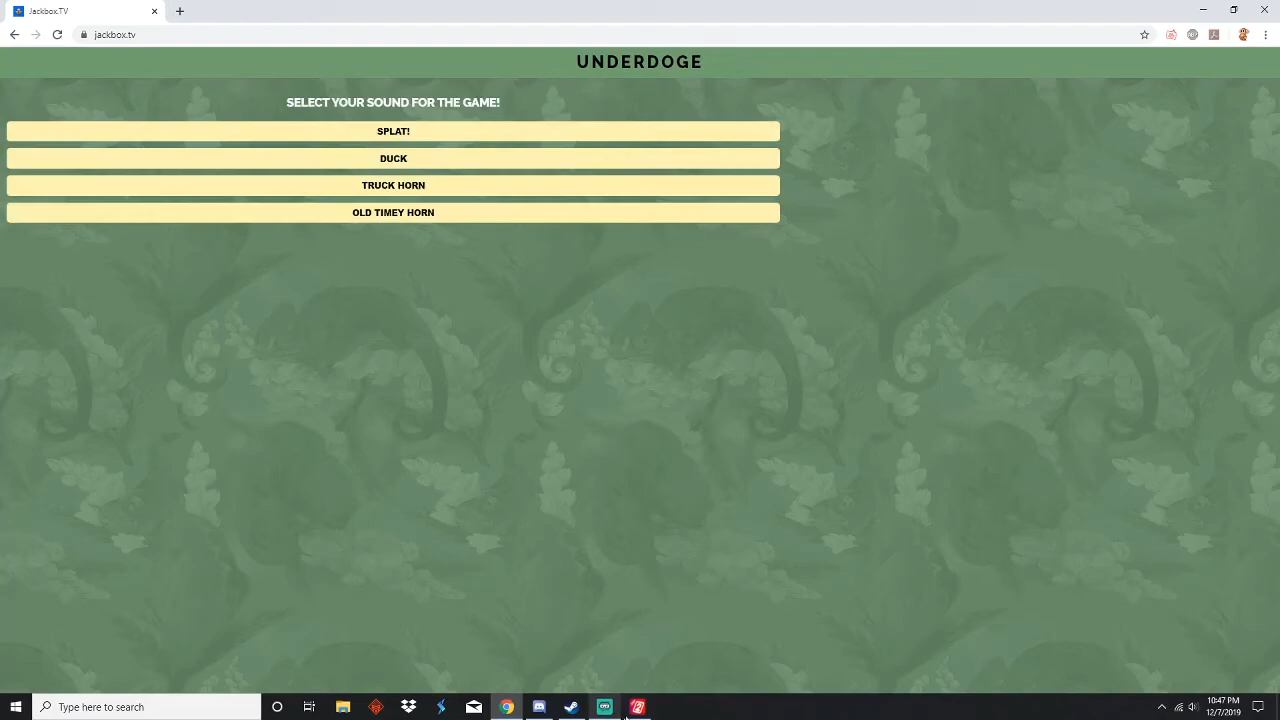 Jackbox.TV
jackbox.tv
UNDERDOGE
SELECT YOUR SOUND FOR THE GAME!
SPLAT!
DUCK
TRUCK HORN
OLD TIMEY HORN
Type here to search
10:47 PM
12/7/2019